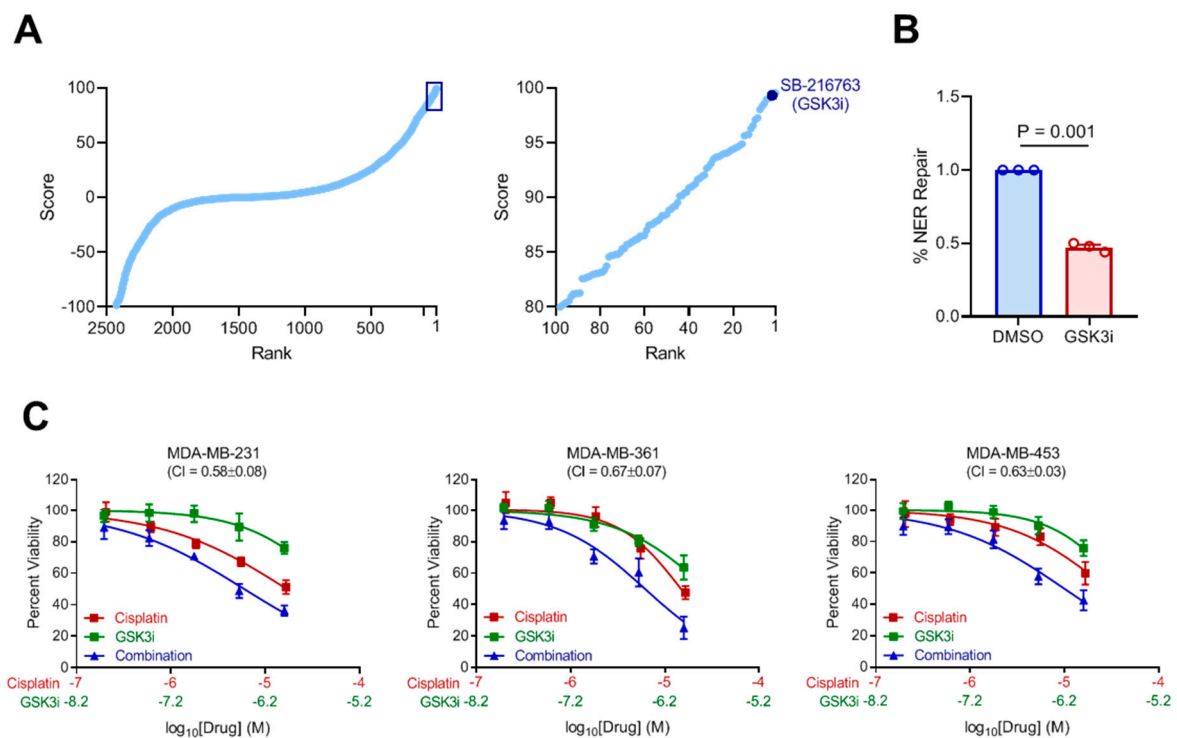 A
B
100
50
0
-50
-100
Score
2500
2000
1500
1000
500
1
Rank
100
95
90
85
80
Score
100
80
60
40
20
1
Rank
SB-216763
(GSK3i)
1.5
1.0
0.5
0.0
% NER Repair
P = 0.001
DMSO
GSK3i
C
MDA-MB-231
(CI = 0.58±0.08)
120
100
80
60
40
20
0
Percent Viability
Cisplatin
GSK3i
Combination
Cisplatin -7 -6 -5 -4
GSK3i -8.2 -7.2 -6.2 -5.2
log10[Drug] (M)
MDA-MB-361
(CI = 0.67±0.07)
120
100
80
60
40
20
0
Percent Viability
Cisplatin
GSK3i
Combination
Cisplatin -7 -6 -5 -4
GSK3i -8.2 -7.2 -6.2 -5.2
log10[Drug] (M)
MDA-MB-453
(CI = 0.63±0.03)
120
100
80
60
40
20
0
Percent Viability
Cisplatin
GSK3i
Combination
Cisplatin -7 -6 -5 -4
GSK3i -8.2 -7.2 -6.2 -5.2
log10[Drug] (M)